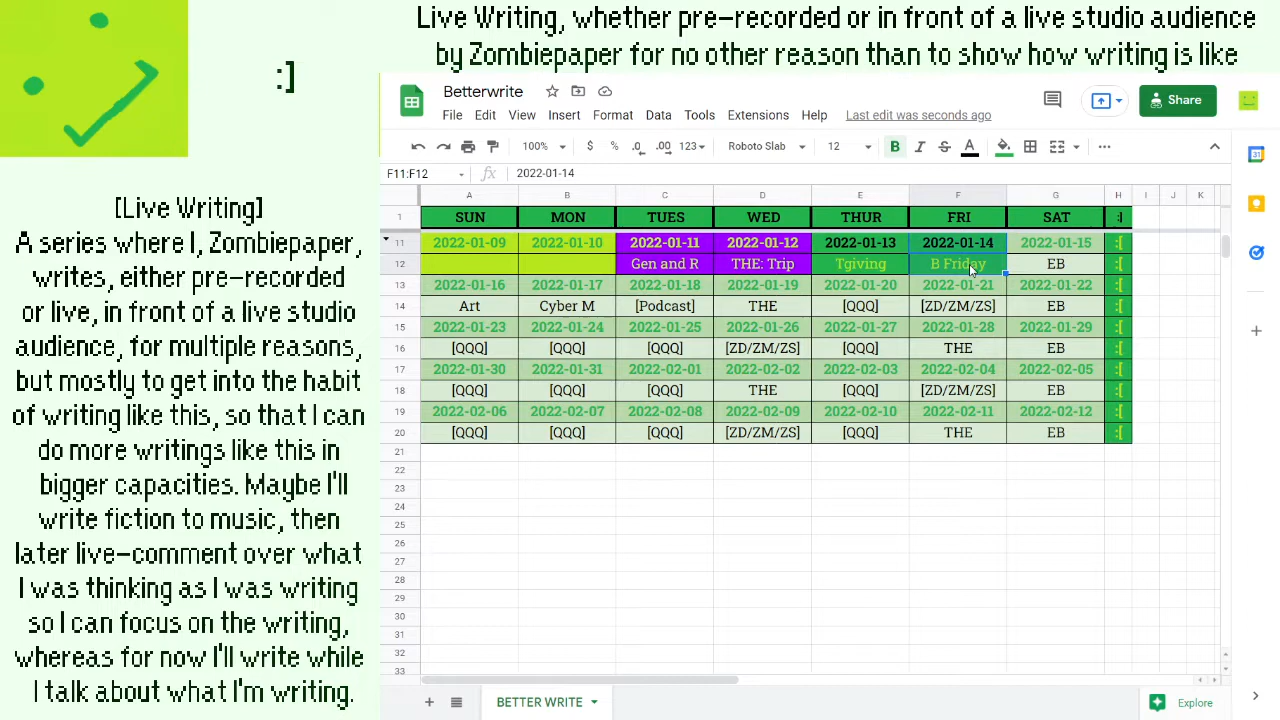 Live Writing, whether pre-recorded or in front of a live studio audience
by Zombiepaper for no other reason than to show how writing is like
:]
[Live Writing]
A series where I, Zombiepaper,
writes, either pre-recorded
or live, in front of a live studio
audience, for multiple reasons,
but mostly to get into the habit
of writing like this, so that I can
do more writings like this in
bigger capacities. Maybe I'll
write fiction to music, then
later live-comment over what
I was thinking as I was writing
so I can focus on the writing,
whereas for now I'll write while
I talk about what I'm writing.
Betterwrite
File Edit View Insert Format Data Tools Extensions Help Last edit was seconds ago
Share
100% $ % .0 .00 123 Roboto Slab 12 B I S A
F11:F12 fx 2022-01-14
A B C D E F G H I J K
1 SUN MON TUES WED THUR FRI SAT :]
11 2022-01-09 2022-01-10 2022-01-11 2022-01-12 2022-01-13 2022-01-14 2022-01-15 :[
12 Gen and R THE: Trip Tgiving B Friday EB :[
13 2022-01-16 2022-01-17 2022-01-18 2022-01-19 2022-01-20 2022-01-21 2022-01-22 :[
14 Art Cyber M [Podcast] THE [QQQ] [ZD/ZM/ZS] EB :[
15 2022-01-23 2022-01-24 2022-01-25 2022-01-26 2022-01-27 2022-01-28 2022-01-29 :[
16 [QQQ] [QQQ] [QQQ] [ZD/ZM/ZS] [QQQ] THE EB :[
17 2022-01-30 2022-01-31 2022-02-01 2022-02-02 2022-02-03 2022-02-04 2022-02-05 :[
18 [QQQ] [QQQ] [QQQ] THE [QQQ] [ZD/ZM/ZS] EB :[
19 2022-02-06 2022-02-07 2022-02-08 2022-02-09 2022-02-10 2022-02-11 2022-02-12 :[
20 [QQQ] [QQQ] [QQQ] [ZD/ZM/ZS] [QQQ] THE EB :[
21
22
23
24
25
26
27
28
29
30
31
32
33
BETTER WRITE
Explore
31